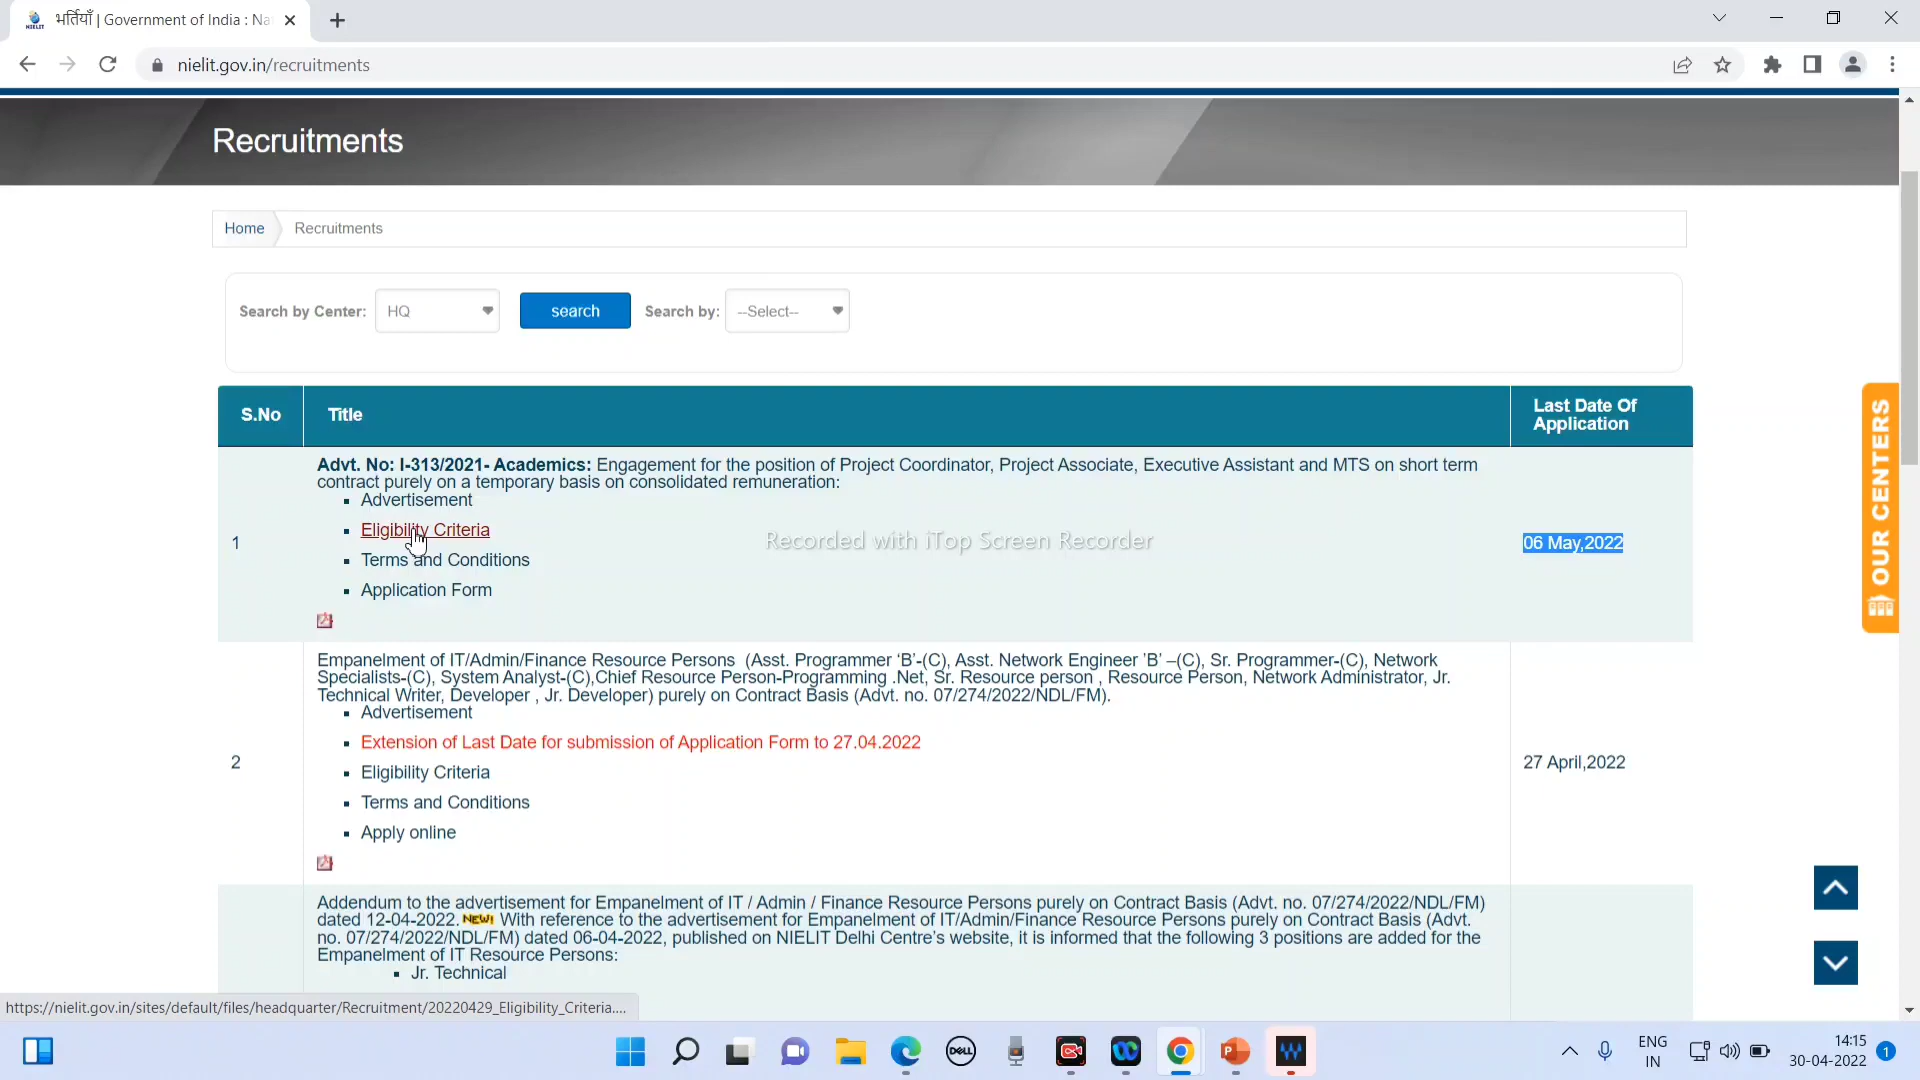 भर्तियाँ | Government of India : Na
nielit.gov.in/recruitments
Recruitments
Home Recruitments
Search by Center: HQ search Search by: --Select--
S.No Title Last Date Of
Application
Advt. No: I-313/2021- Academics: Engagement for the position of Project Coordinator, Project Associate, Executive Assistant and MTS on short term
contract purely on a temporary basis on consolidated remuneration:
Advertisement
Eligibility Criteria
1
Recorded with iTop Screen Recorder
06 May,2022
Terms and Conditions
Application Form
OUR CENTERS
Empanelment of IT/Admin/Finance Resource Persons (Asst. Programmer ‘B’-(C), Asst. Network Engineer ’B’ –(C), Sr. Programmer-(C), Network
Specialists-(C), System Analyst-(C),Chief Resource Person-Programming .Net, Sr. Resource person , Resource Person, Network Administrator, Jr.
Technical Writer, Developer , Jr. Developer) purely on Contract Basis (Advt. no. 07/274/2022/NDL/FM).
Advertisement
Extension of Last Date for submission of Application Form to 27.04.2022
2
27 April,2022
Eligibility Criteria
Terms and Conditions
Apply online
Addendum to the advertisement for Empanelment of IT / Admin / Finance Resource Persons purely on Contract Basis (Advt. no. 07/274/2022/NDL/FM)
dated 12-04-2022. NEW! With reference to the advertisement for Empanelment of IT/Admin/Finance Resource Persons purely on Contract Basis (Advt.
no. 07/274/2022/NDL/FM) dated 06-04-2022, published on NIELIT Delhi Centre’s website, it is informed that the following 3 positions are added for the
Empanelment of IT Resource Persons:
Jr. Technical
https://nielit.gov.in/sites/default/files/headquarter/Recruitment/20220429_Eligibility_Criteria....
DELL
ENG
IN
14:15
30-04-2022
1